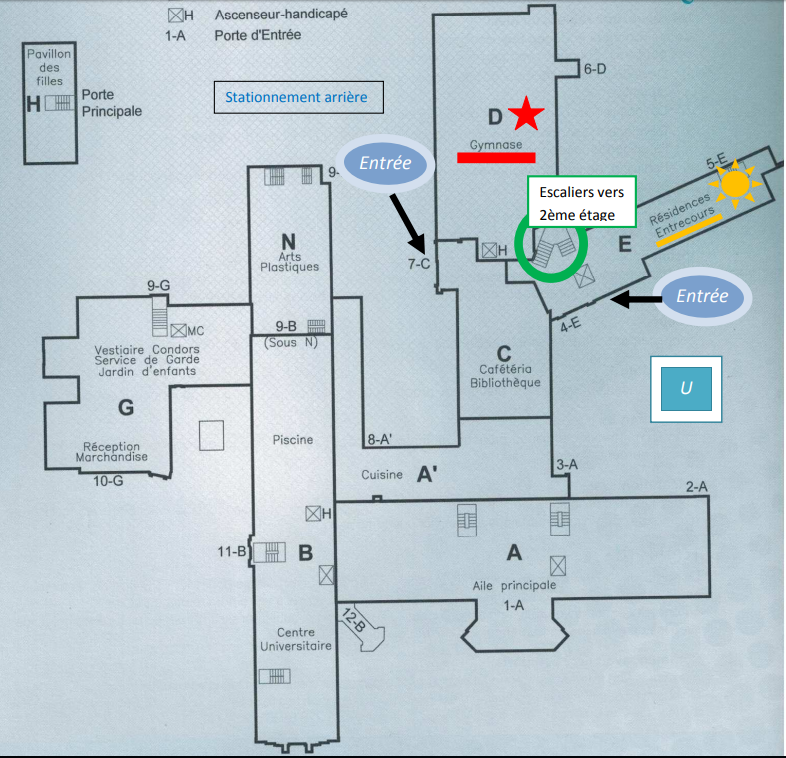 H Ascenseur-handicapé
1-A Porte d'Entrée
Pavillon
des
filles
H
Porte
Principale
Stationnement arrière
6-D
D
Gymnase
Entrée
9-
5-E
Escaliers vers
2ème étage
Résidences
Entrecours
E
N
Arts
Plastiques
7-C
H
Entrée
4-E
9-G
MC
9-B
(Sous N)
Vestiaire Condors
Service de Garde
Jardin d'enfants
C
Cafétéria
Bibliothèque
U
G
Réception
Marchandise
10-G
Piscine
8-A'
Cuisine A'
3-A
2-A
H
11-B
B
A
Aile principale
1-A
12-B
Centre
Universitaire